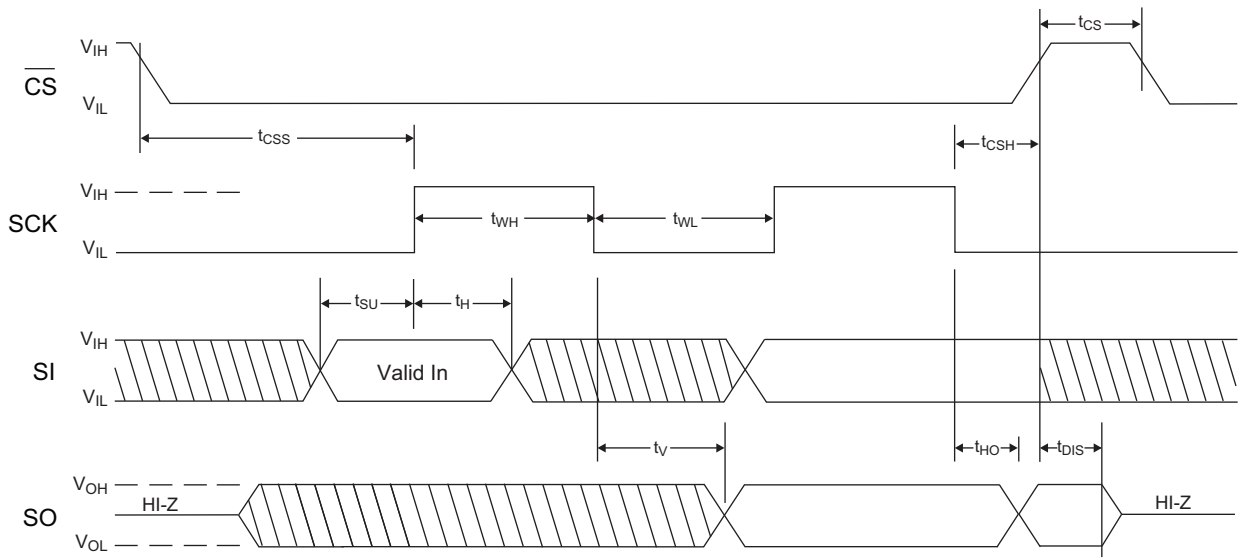 tCS
VIH
CS
VIL
tCSS
tCSH
VIH
SCK
tWH
tWL
VIL
tSU
tH
VIH
SI
Valid In
VIL
tV
tHO
tDIS
VOH
HI-Z
HI-Z
SO
VOL